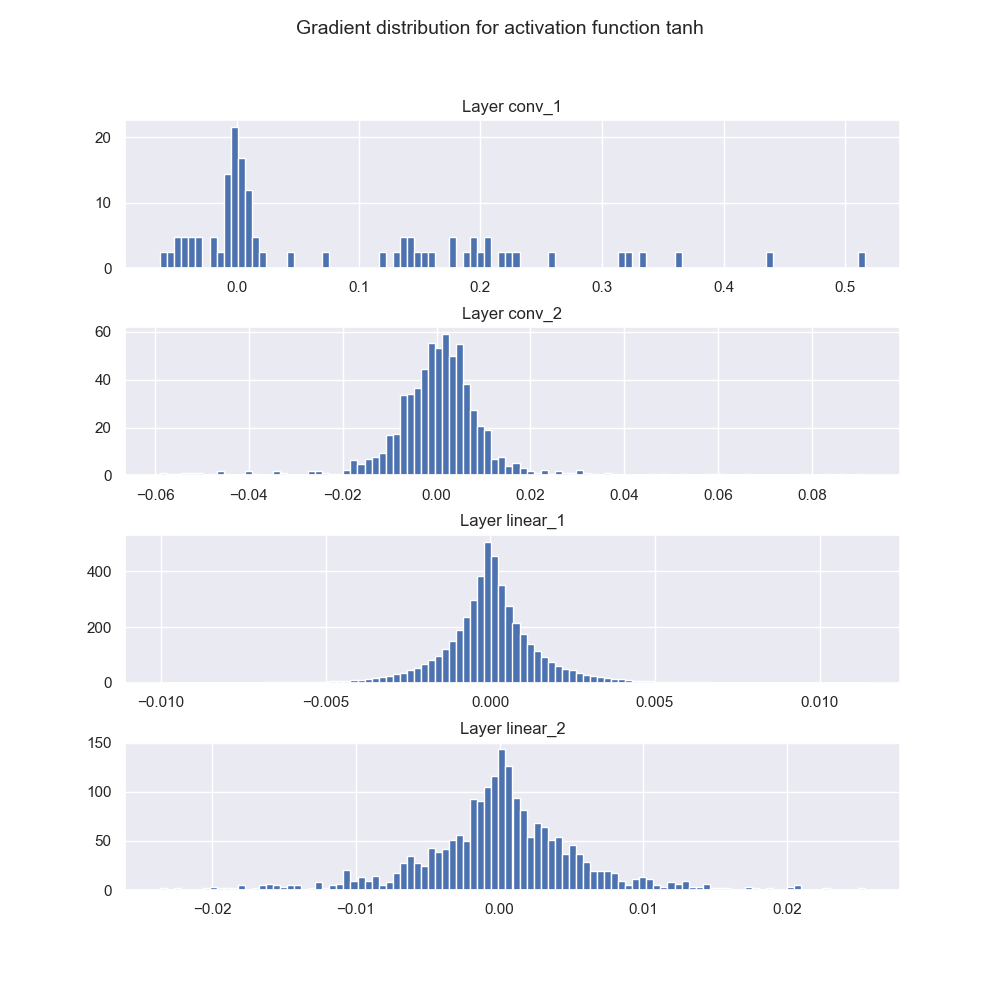 Gradient distribution for activation function tanh
Layer conv_1
20
10
0
0.0 0.1 0.2 0.3 0.4 0.5
Layer conv_2
60
40
20
0
−0.06 −0.04 −0.02 0.00 0.02 0.04 0.06 0.08
Layer linear_1
400
200
0
−0.010 −0.005 0.000 0.005 0.010
Layer linear_2
150
100
50
0
−0.02 −0.01 0.00 0.01 0.02